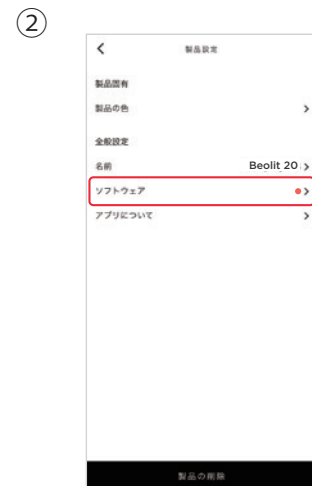 ②
製品設定
製品固有
製品の色
全般設定
名前 Beolit 20
ソフトウェア
アプリについて
製品の削除